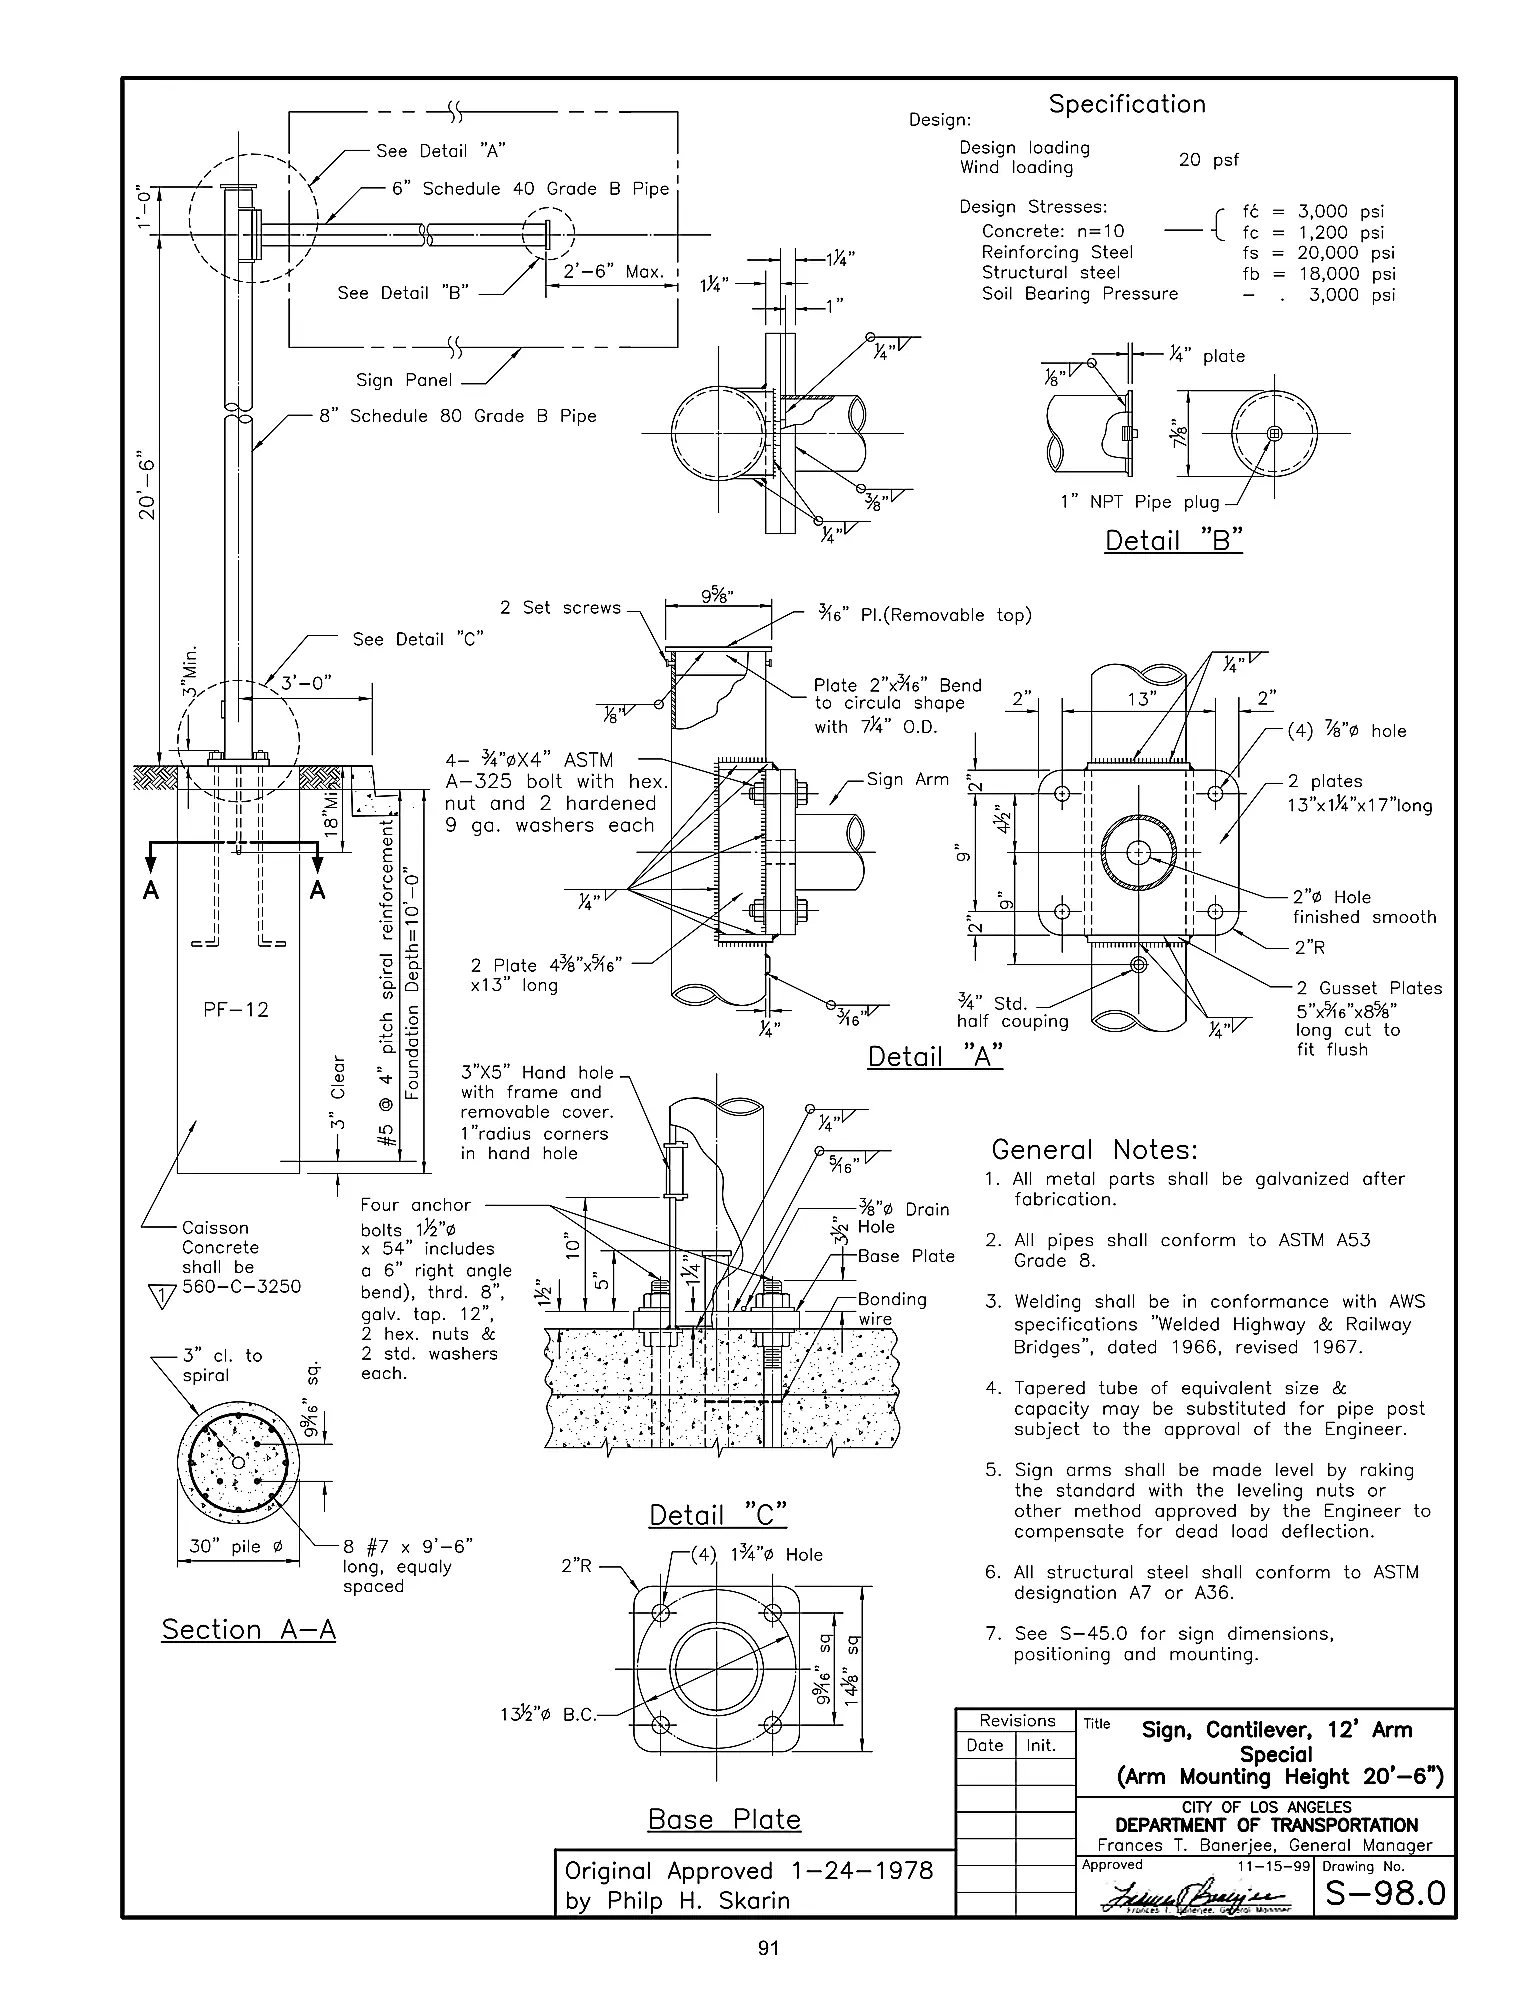 See Detail "A"
6" Schedule 40 Grade B Pipe
1'-0"
2'-6" Max.
See Detail "B"
Sign Panel
8" Schedule 80 Grade B Pipe
20'-6"
See Detail "C"
3"Min.
3'-0"
18"Min
A
A
#5 @ 4" pitch spiral reinforcement
Foundation Depth=10'-0"
PF-12
3" Clear
Caisson
Concrete
shall be
1 560-C-3250
3" cl. to
spiral
9 9/16" sq.
30" pile ø
8 #7 x 9'-6"
long, equaly
spaced
Section A-A
Specification
Design:
Design loading
Wind loading 20 psf
Design Stresses:
Concrete: n=10
Reinforcing Steel
Structural steel
Soil Bearing Pressure
fć = 3,000 psi
fc = 1,200 psi
fs = 20,000 psi
fb = 18,000 psi
- . 3,000 psi
1¼"
1¼"
1"
¼"
⅜"
¼"
¼" plate
⅛"
7⅛"
1" NPT Pipe plug
Detail "B"
9⅝"
2 Set screws
3/16" Pl.(Removable top)
Plate 2"x3/16" Bend
to circula shape
with 7¼" O.D.
⅛"
4- ¾"øX4" ASTM
A-325 bolt with hex.
nut and 2 hardened
9 ga. washers each
Sign Arm
¼"
2 Plate 4⅜"x5/16"
x13" long
3/16"
¼"
¼"
2" 13" 2"
(4) ⅞"ø hole
2 plates
13"x1¼"x17"long
2"
4½"
9"
9"
2"
2"ø Hole
finished smooth
2"R
2 Gusset Plates
5"x5/16"x8⅝"
long cut to
fit flush
¾" Std.
half couping
¼"
Detail "A"
3"X5" Hand hole
with frame and
removable cover.
1"radius corners
in hand hole
¼"
5/16"
⅜"ø Drain
Hole
3½"
Base Plate
Bonding
wire
Four anchor
bolts 1½"ø
x 54" includes
a 6" right angle
bend), thrd. 8",
galv. tap. 12",
2 hex. nuts &
2 std. washers
each.
10"
5"
1½"
1¼"
Detail "C"
2"R
(4) 1¾"ø Hole
9 9/16" sq
14⅛" sq
13½"ø B.C.
Base Plate
General Notes:
1. All metal parts shall be galvanized after
fabrication.
2. All pipes shall conform to ASTM A53
Grade 8.
3. Welding shall be in conformance with AWS
specifications "Welded Highway & Railway
Bridges", dated 1966, revised 1967.
4. Tapered tube of equivalent size &
capacity may be substituted for pipe post
subject to the approval of the Engineer.
5. Sign arms shall be made level by raking
the standard with the leveling nuts or
other method approved by the Engineer to
compensate for dead load deflection.
6. All structural steel shall conform to ASTM
designation A7 or A36.
7. See S-45.0 for sign dimensions,
positioning and mounting.
Revisions
Date Init.
Title Sign, Cantilever, 12' Arm
Special
(Arm Mounting Height 20'-6")
CITY OF LOS ANGELES
DEPARTMENT OF TRANSPORTATION
Frances T. Banerjee, General Manager
Approved 11-15-99
Frances T. Banerjee, General Manager
Drawing No.
S-98.0
Original Approved 1-24-1978
by Philp H. Skarin
91